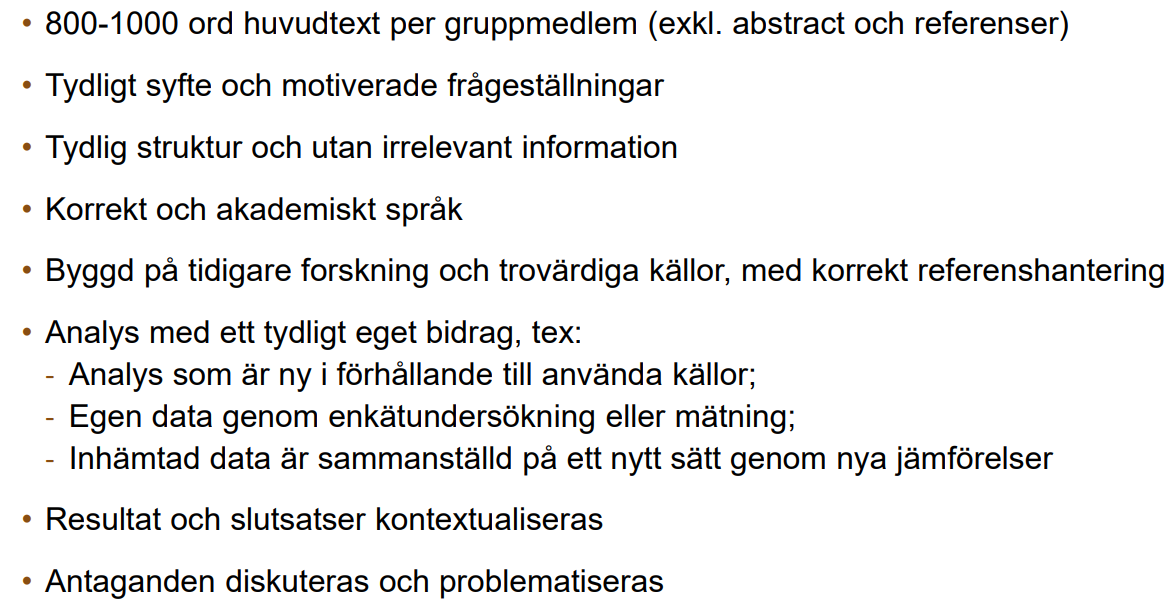 • 800-1000 ord huvudtext per gruppmedlem (exkl. abstract och referenser)
• Tydligt syfte och motiverade frågeställningar
• Tydlig struktur och utan irrelevant information
• Korrekt och akademiskt språk
• Byggd på tidigare forskning och trovärdiga källor, med korrekt referenshantering
• Analys med ett tydligt eget bidrag, tex:
- Analys som är ny i förhållande till använda källor;
- Egen data genom enkätundersökning eller mätning;
- Inhämtad data är sammanställd på ett nytt sätt genom nya jämförelser
• Resultat och slutsatser kontextualiseras
• Antaganden diskuteras och problematiseras